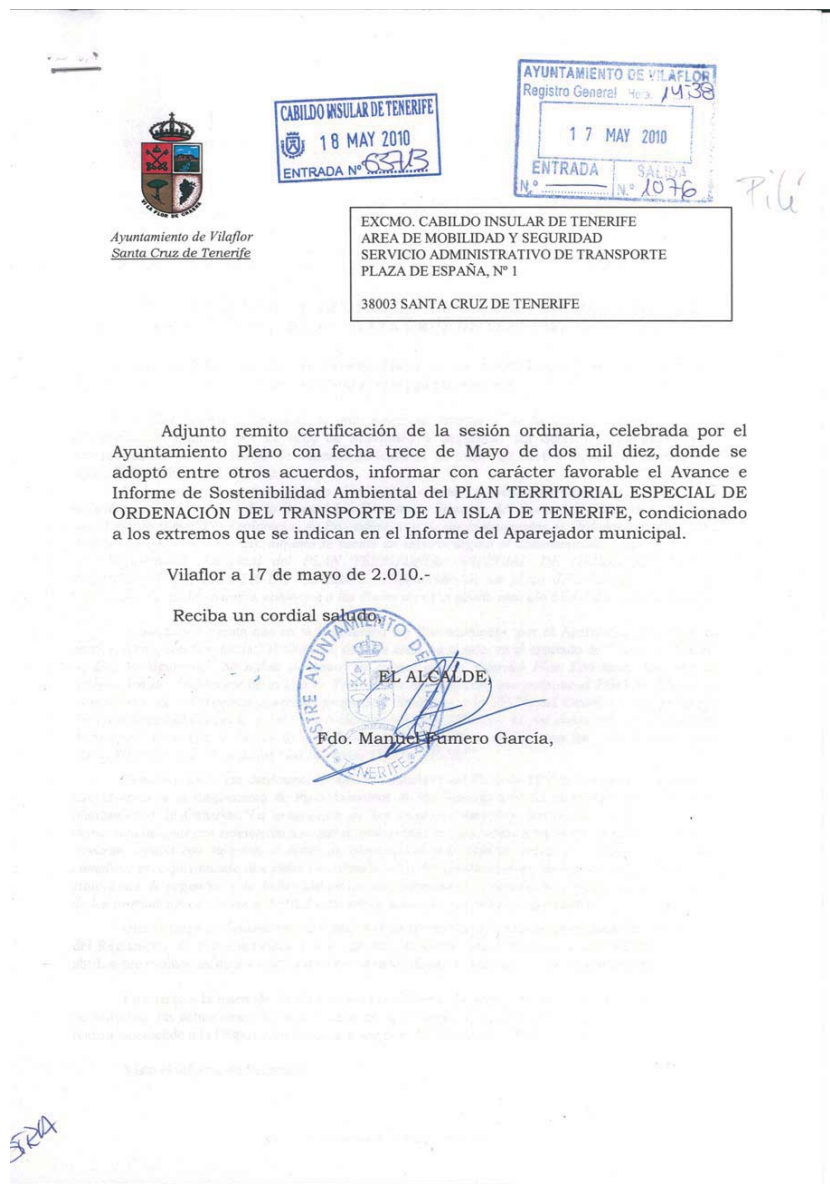 CABILDO INSULAR DE TENERIFE
18 MAY 2010
ENTRADA Nº 63713
AYUNTAMIENTO DE VILAFLOR
Registro General Hora 14:38
17 MAY 2010
ENTRADA SALIDA
N.º N.º 1076
Ayuntamiento de Vilaflor
Santa Cruz de Tenerife
EXCMO. CABILDO INSULAR DE TENERIFE
AREA DE MOBILIDAD Y SEGURIDAD
SERVICIO ADMINISTRATIVO DE TRANSPORTE
PLAZA DE ESPAÑA, Nº 1
38003 SANTA CRUZ DE TENERIFE
Adjunto remito certificación de la sesión ordinaria, celebrada por el
Ayuntamiento Pleno con fecha trece de Mayo de dos mil diez, donde se
adoptó entre otros acuerdos, informar con carácter favorable el Avance e
Informe de Sostenibilidad Ambiental del PLAN TERRITORIAL ESPECIAL DE
ORDENACIÓN DEL TRANSPORTE DE LA ISLA DE TENERIFE, condicionado
a los extremos que se indican en el Informe del Aparejador municipal.
Vilaflor a 17 de mayo de 2.010.-
Reciba un cordial saludo,
EL ALCALDE,
Fdo. Manuel Fumero García,